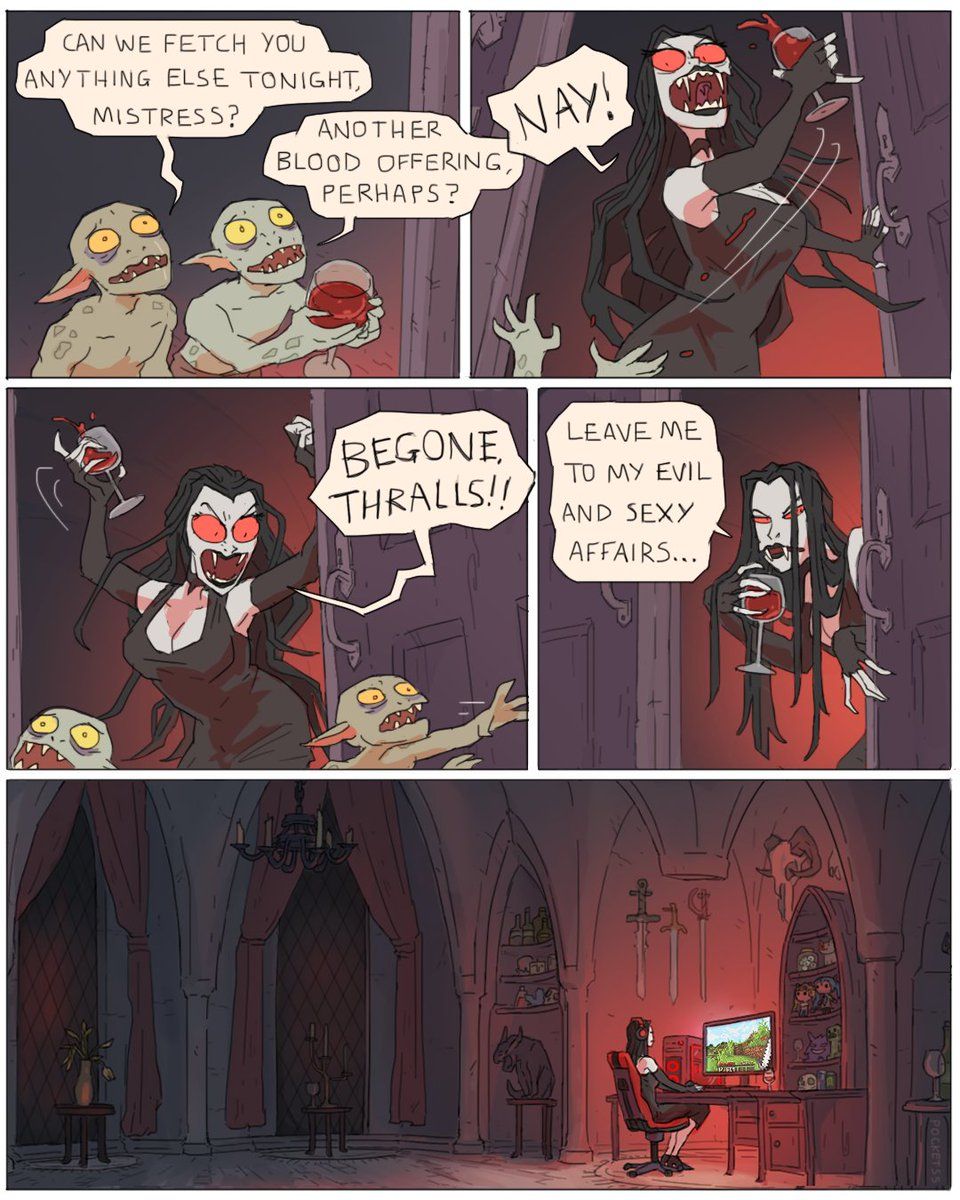 CAN WE FETCH YOU
ANYTHING ELSE TONIGHT,
MISTRESS?
ANOTHER
BLOOD OFFERING,
PERHAPS?
NAY!
BEGONE,
THRALLS!!
LEAVE ME
TO MY EVIL
AND SEXY
AFFAIRS...
POCKETSS